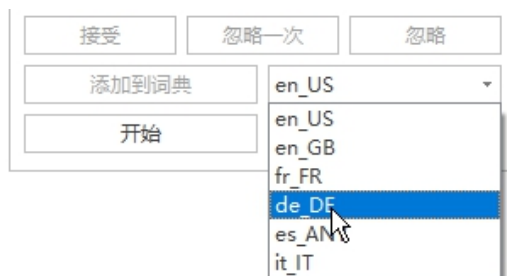 接受 忽略一次 忽略
添加到词典 en_US
en_US
开始
en_GB
fr_FR
de_DE
es_AN
it_IT